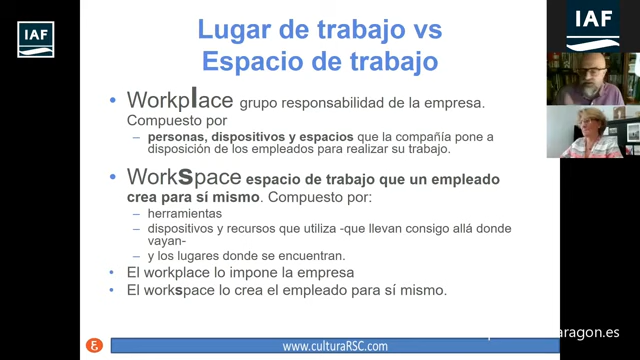 IAF
IAF
Lugar de trabajo vs
Espacio de trabajo
• Workplace grupo responsabilidad de la empresa.
Compuesto por
– personas, dispositivos y espacios que la compañía pone a
disposición de los empleados para realizar su trabajo.
• Workspace espacio de trabajo que un empleado
crea para sí mismo. Compuesto por:
– herramientas
– dispositivos y recursos que utiliza -que llevan consigo allá donde
vayan-
– y los lugares donde se encuentran.
• El workplace lo impone la empresa
• El workspace lo crea el empleado para sí mismo.
www.culturaRSC.com
aragon.es